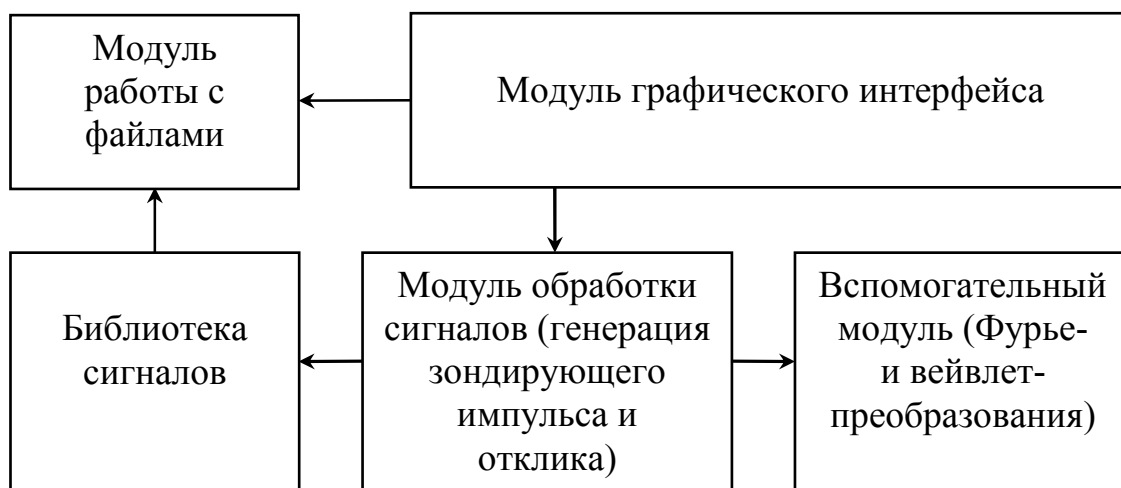 Модуль
работы с
файлами
Модуль графического интерфейса
Библиотека
сигналов
Модуль обработки
сигналов (генерация
зондирующего
импульса и
отклика)
Вспомогательный
модуль (Фурье-
и вейвлет-
преобразования)